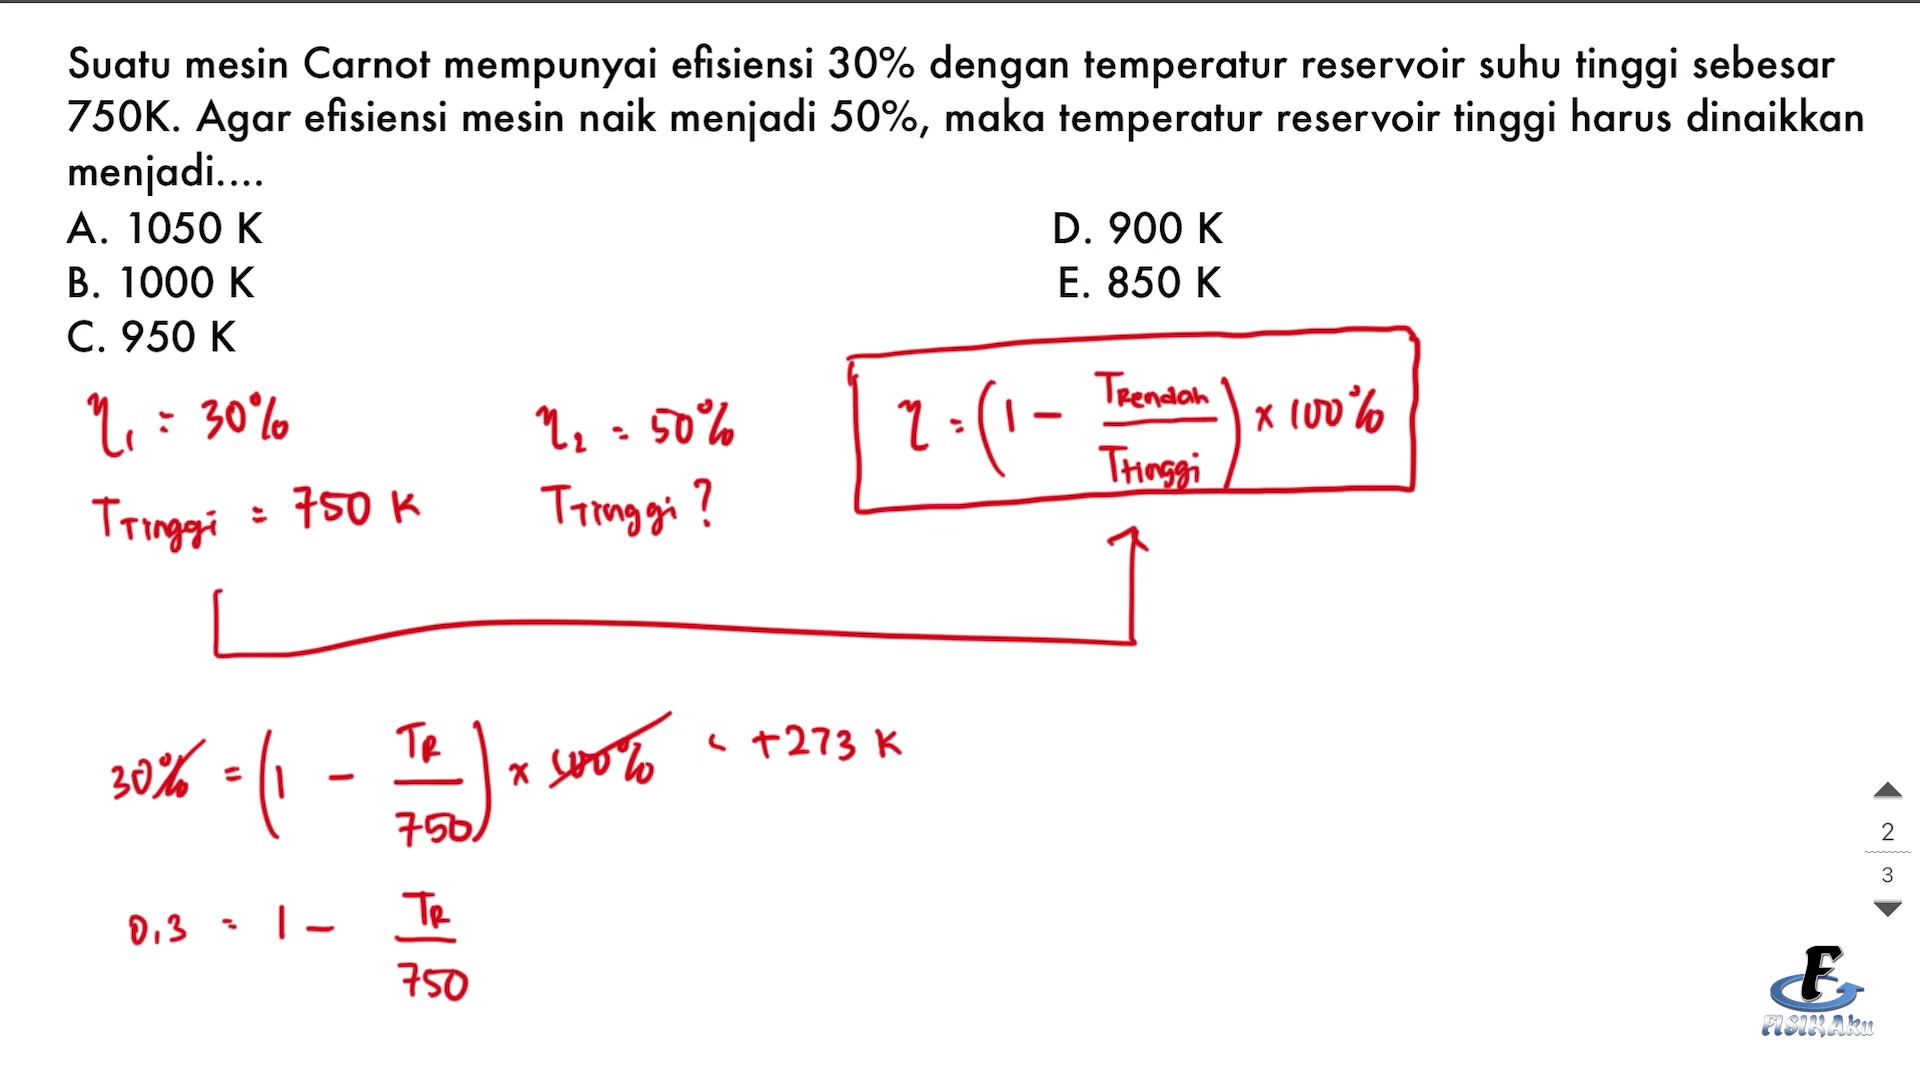 Suatu mesin Carnot mempunyai efisiensi 30% dengan temperatur reservoir suhu tinggi sebesar
750K. Agar efisiensi mesin naik menjadi 50%, maka temperatur reservoir tinggi harus dinaikkan
menjadi....
A. 1050 K
D. 900 K
B. 1000 K
E. 850 K
C. 950 K
η₁ = 30%
η₂ = 50%
η = (1 - TRendah / TTinggi) × 100%
TTinggi = 750 K
TTinggi ?
30% = (1 - TR / 750) × 100%
+273 K
0,3 = 1 - TR / 750
2
3
F
FISIKAku